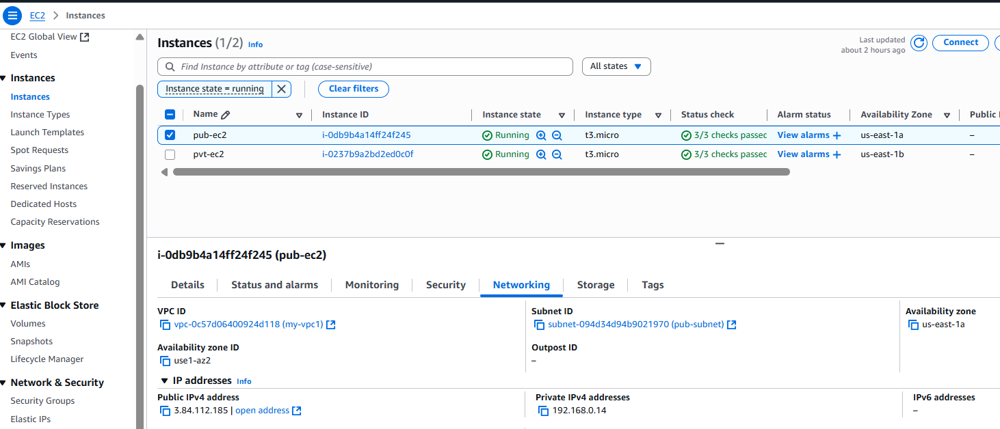 EC2 > Instances
EC2 Global View
Events
Instances
Instances
Instance Types
Launch Templates
Spot Requests
Savings Plans
Reserved Instances
Dedicated Hosts
Capacity Reservations
Images
AMIs
AMI Catalog
Elastic Block Store
Volumes
Snapshots
Lifecycle Manager
Network & Security
Security Groups
Elastic IPs
Instances (1/2) Info
Last updated
about 2 hours ago
Connect
Find Instance by attribute or tag (case-sensitive)
All states
Instance state = running
Clear filters
Name Instance ID Instance state Instance type Status check Alarm status Availability Zone Public
pub-ec2 i-0db9b4a14ff24f245 Running t3.micro 3/3 checks passed View alarms + us-east-1a –
pvt-ec2 i-0237b9a2bd2ed0c0f Running t3.micro 3/3 checks passed View alarms + us-east-1b –
i-0db9b4a14ff24f245 (pub-ec2)
Details Status and alarms Monitoring Security Networking Storage Tags
VPC ID
vpc-0c57d06400924d118 (my-vpc1)
Subnet ID
subnet-094d34d94b9021970 (pub-subnet)
Availability zone
us-east-1a
Availability zone ID
use1-az2
Outpost ID
–
IP addresses Info
Public IPv4 address
3.84.112.185 | open address
Private IPv4 addresses
192.168.0.14
IPv6 addresses
–